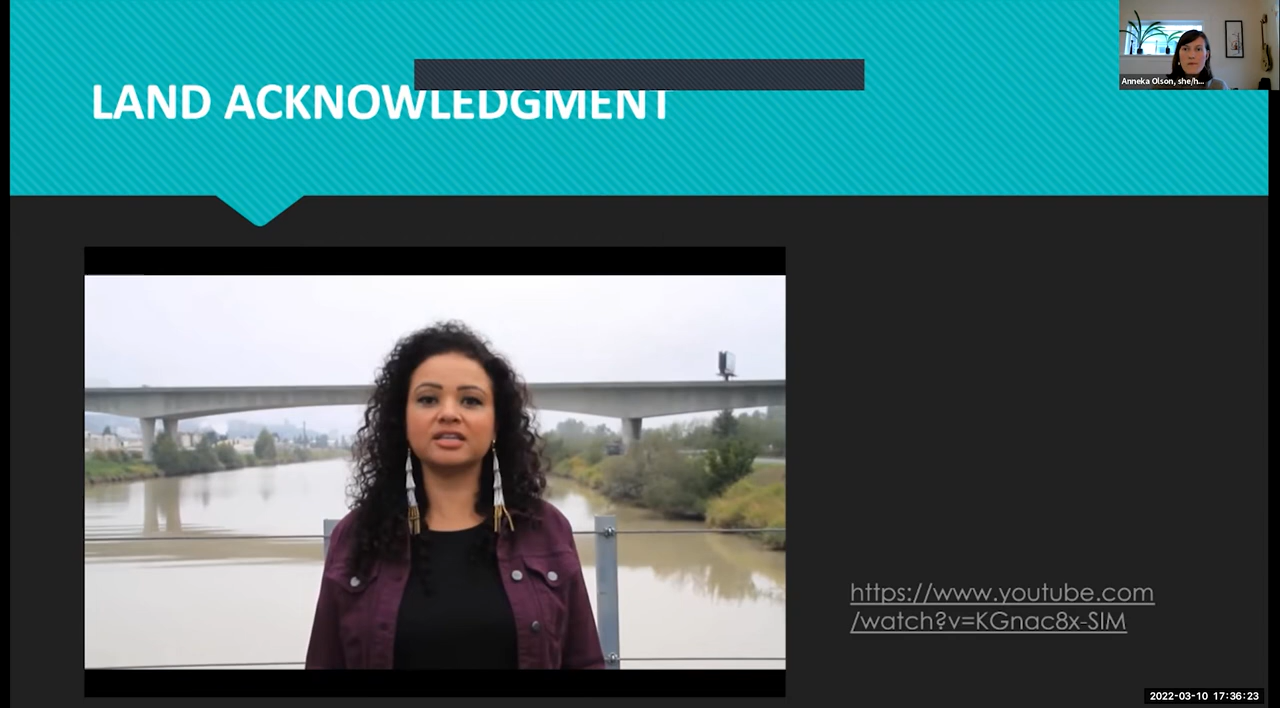 Anneka Olson, she/h...
LAND ACKNOWLEDGMENT
https://www.youtube.com
/watch?v=KGnac8x-SIM
2022-03-10 17:36:23